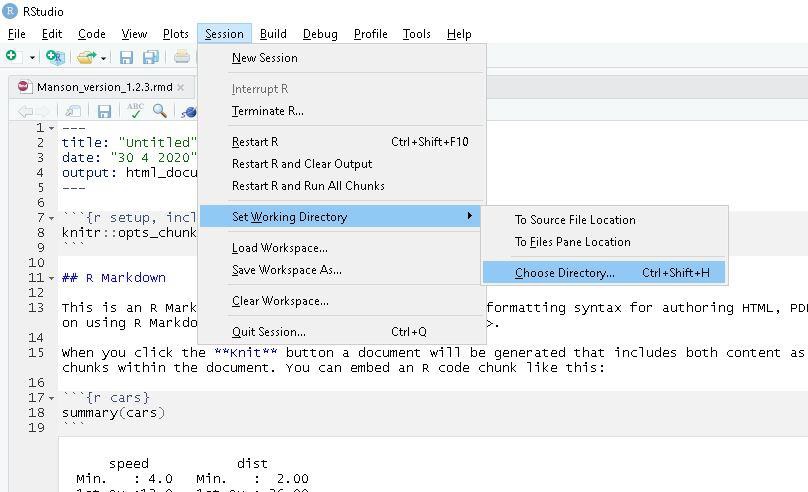 RStudio
File Edit Code View Plots Session Build Debug Profile Tools Help
New Session
Interrupt R
Terminate R...
Restart R Ctrl+Shift+F10
Restart R and Clear Output
Restart R and Run All Chunks
Set Working Directory
Load Workspace...
Save Workspace As...
Clear Workspace...
Quit Session... Ctrl+Q
To Source File Location
To Files Pane Location
Choose Directory... Ctrl+Shift+H
Manson_version_1.2.3.rmd
ABC
1 ---
2 title: "Untitled"
3 date: "30 4 2020"
4 output: html_docu
5 ---
6
7 ```{r setup, incl
8 knitr::opts_chunk
9 ```
10
11 ## R Markdown
12
13 This is an R Mark formatting syntax for authoring HTML, PD
on using R Markdo >.
14
15 When you click the **Knit** button a document will be generated that includes both content as
chunks within the document. You can embed an R code chunk like this:
16
17 ```{r cars}
18 summary(cars)
19 ```
speed dist
Min. : 4.0 Min. : 2.00